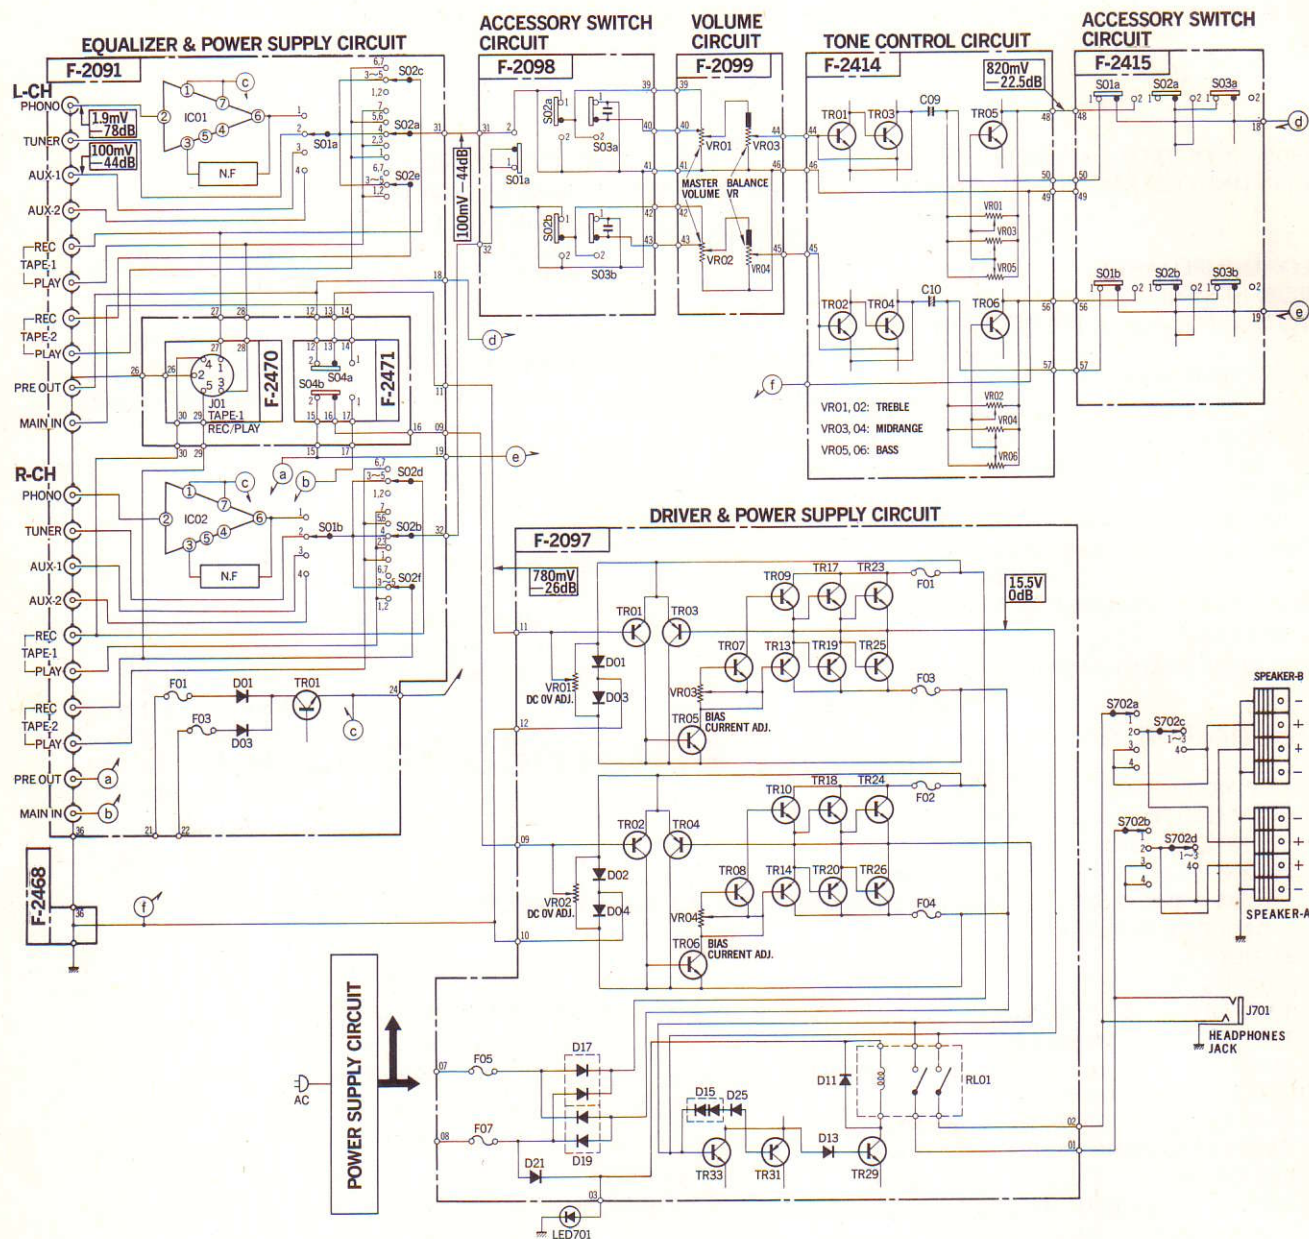 EQUALIZER & POWER SUPPLY CIRCUIT
F-2091
L-CH
PHONO
1.9mV
—78dB
TUNER
100mV
—44dB
AUX-1
AUX-2
REC
TAPE-1
PLAY
REC
TAPE-2
PLAY
PRE OUT
MAIN IN
IC01
N.F
S01a
S02c
S02a
S02e
100mV —44dB
F-2470
J01
TAPE-1
REC/PLAY
F-2471
S04b
S04a
R-CH
PHONO
TUNER
AUX-1
AUX-2
REC
TAPE-1
PLAY
REC
TAPE-2
PLAY
PRE OUT
MAIN IN
IC02
N.F
S01b
S02d
S02b
S02f
F01
D01
TR01
F03
D03
F-2468
ACCESSORY SWITCH
CIRCUIT
F-2098
S02a
S03a
S01a
S02b
S03b
VOLUME
CIRCUIT
F-2099
VR01
VR03
MASTER
VOLUME
BALANCE
VR
VR02
VR04
TONE CONTROL CIRCUIT
F-2414
820mV
—22.5dB
TR01
TR03
C09
TR05
VR01
VR03
VR05
TR02
TR04
C10
TR06
VR02
VR04
VR06
VR01, 02: TREBLE
VR03, 04: MIDRANGE
VR05, 06: BASS
ACCESSORY SWITCH
CIRCUIT
F-2415
S01a
S02a
S03a
S01b
S02b
S03b
DRIVER & POWER SUPPLY CIRCUIT
F-2097
780mV
—26dB
15.5V
0dB
TR01
TR03
TR09
TR17
TR23
F01
D01
VR01
DC 0V ADJ.
D03
TR07
TR13
TR19
TR25
VR03
F03
TR05
BIAS
CURRENT ADJ.
TR02
TR04
TR10
TR18
TR24
F02
D02
VR02
DC 0V ADJ.
D04
TR08
TR14
TR20
TR26
VR04
F04
TR06
BIAS
CURRENT ADJ.
POWER SUPPLY CIRCUIT
AC
F05
D17
F07
D19
D21
LED701
D15
D25
TR33
TR31
D13
D11
TR29
RL01
S702a
S702c
S702b
S702d
SPEAKER-B
SPEAKER-A
J701
HEADPHONES
JACK